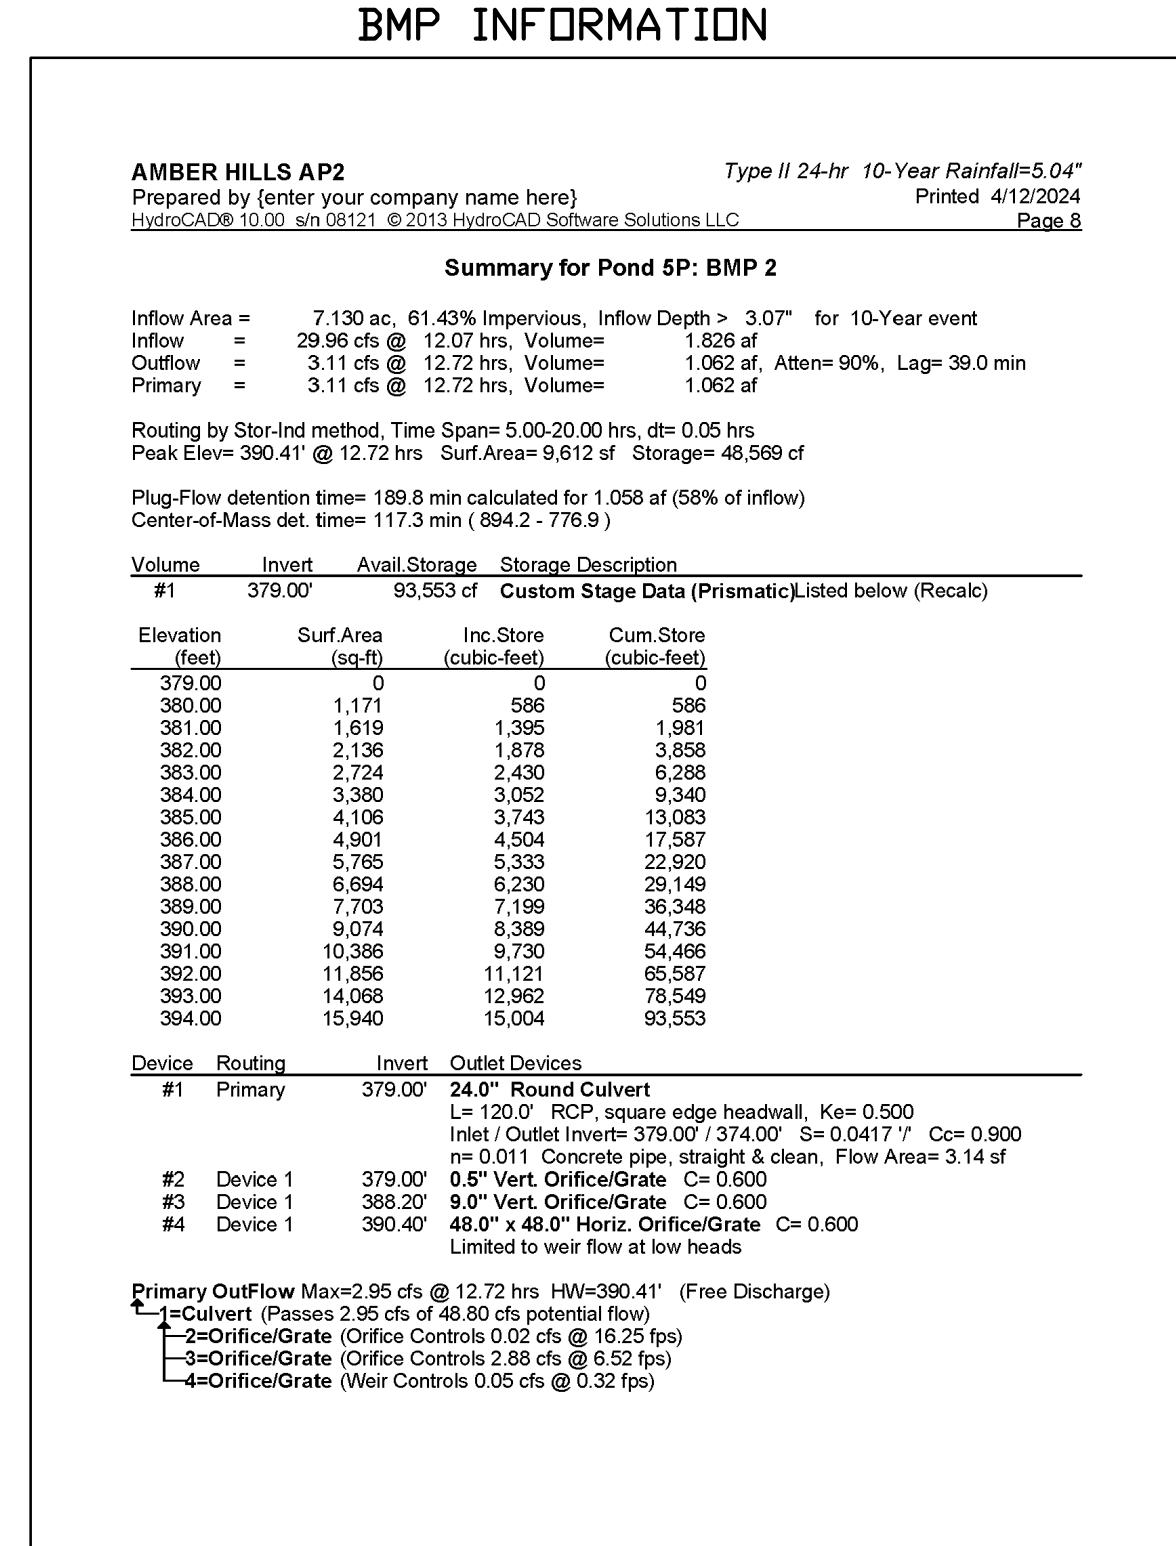 BMP INFORMATION
AMBER HILLS AP2 Type II 24-hr 10-Year Rainfall=5.04"
Prepared by {enter your company name here} Printed 4/12/2024
HydroCAD® 10.00 s/n 08121 © 2013 HydroCAD Software Solutions LLC Page 8
Summary for Pond 5P: BMP 2
Inflow Area = 7.130 ac, 61.43% Impervious, Inflow Depth > 3.07" for 10-Year event
Inflow = 29.96 cfs @ 12.07 hrs, Volume= 1.826 af
Outflow = 3.11 cfs @ 12.72 hrs, Volume= 1.062 af, Atten= 90%, Lag= 39.0 min
Primary = 3.11 cfs @ 12.72 hrs, Volume= 1.062 af
Routing by Stor-Ind method, Time Span= 5.00-20.00 hrs, dt= 0.05 hrs
Peak Elev= 390.41' @ 12.72 hrs Surf.Area= 9,612 sf Storage= 48,569 cf
Plug-Flow detention time= 189.8 min calculated for 1.058 af (58% of inflow)
Center-of-Mass det. time= 117.3 min ( 894.2 - 776.9 )
Volume Invert Avail.Storage Storage Description
#1 379.00' 93,553 cf Custom Stage Data (Prismatic)Listed below (Recalc)
Elevation Surf.Area Inc.Store Cum.Store
(feet) (sq-ft) (cubic-feet) (cubic-feet)
379.00 0 0 0
380.00 1,171 586 586
381.00 1,619 1,395 1,981
382.00 2,136 1,878 3,858
383.00 2,724 2,430 6,288
384.00 3,380 3,052 9,340
385.00 4,106 3,743 13,083
386.00 4,901 4,504 17,587
387.00 5,765 5,333 22,920
388.00 6,694 6,230 29,149
389.00 7,703 7,199 36,348
390.00 9,074 8,389 44,736
391.00 10,386 9,730 54,466
392.00 11,856 11,121 65,587
393.00 14,068 12,962 78,549
394.00 15,940 15,004 93,553
Device Routing Invert Outlet Devices
#1 Primary 379.00' 24.0" Round Culvert
L= 120.0' RCP, square edge headwall, Ke= 0.500
Inlet / Outlet Invert= 379.00' / 374.00' S= 0.0417 '/' Cc= 0.900
n= 0.011 Concrete pipe, straight & clean, Flow Area= 3.14 sf
#2 Device 1 379.00' 0.5" Vert. Orifice/Grate C= 0.600
#3 Device 1 388.20' 9.0" Vert. Orifice/Grate C= 0.600
#4 Device 1 390.40' 48.0" x 48.0" Horiz. Orifice/Grate C= 0.600
Limited to weir flow at low heads
Primary OutFlow Max=2.95 cfs @ 12.72 hrs HW=390.41' (Free Discharge)
1=Culvert (Passes 2.95 cfs of 48.80 cfs potential flow)
2=Orifice/Grate (Orifice Controls 0.02 cfs @ 16.25 fps)
3=Orifice/Grate (Orifice Controls 2.88 cfs @ 6.52 fps)
4=Orifice/Grate (Weir Controls 0.05 cfs @ 0.32 fps)